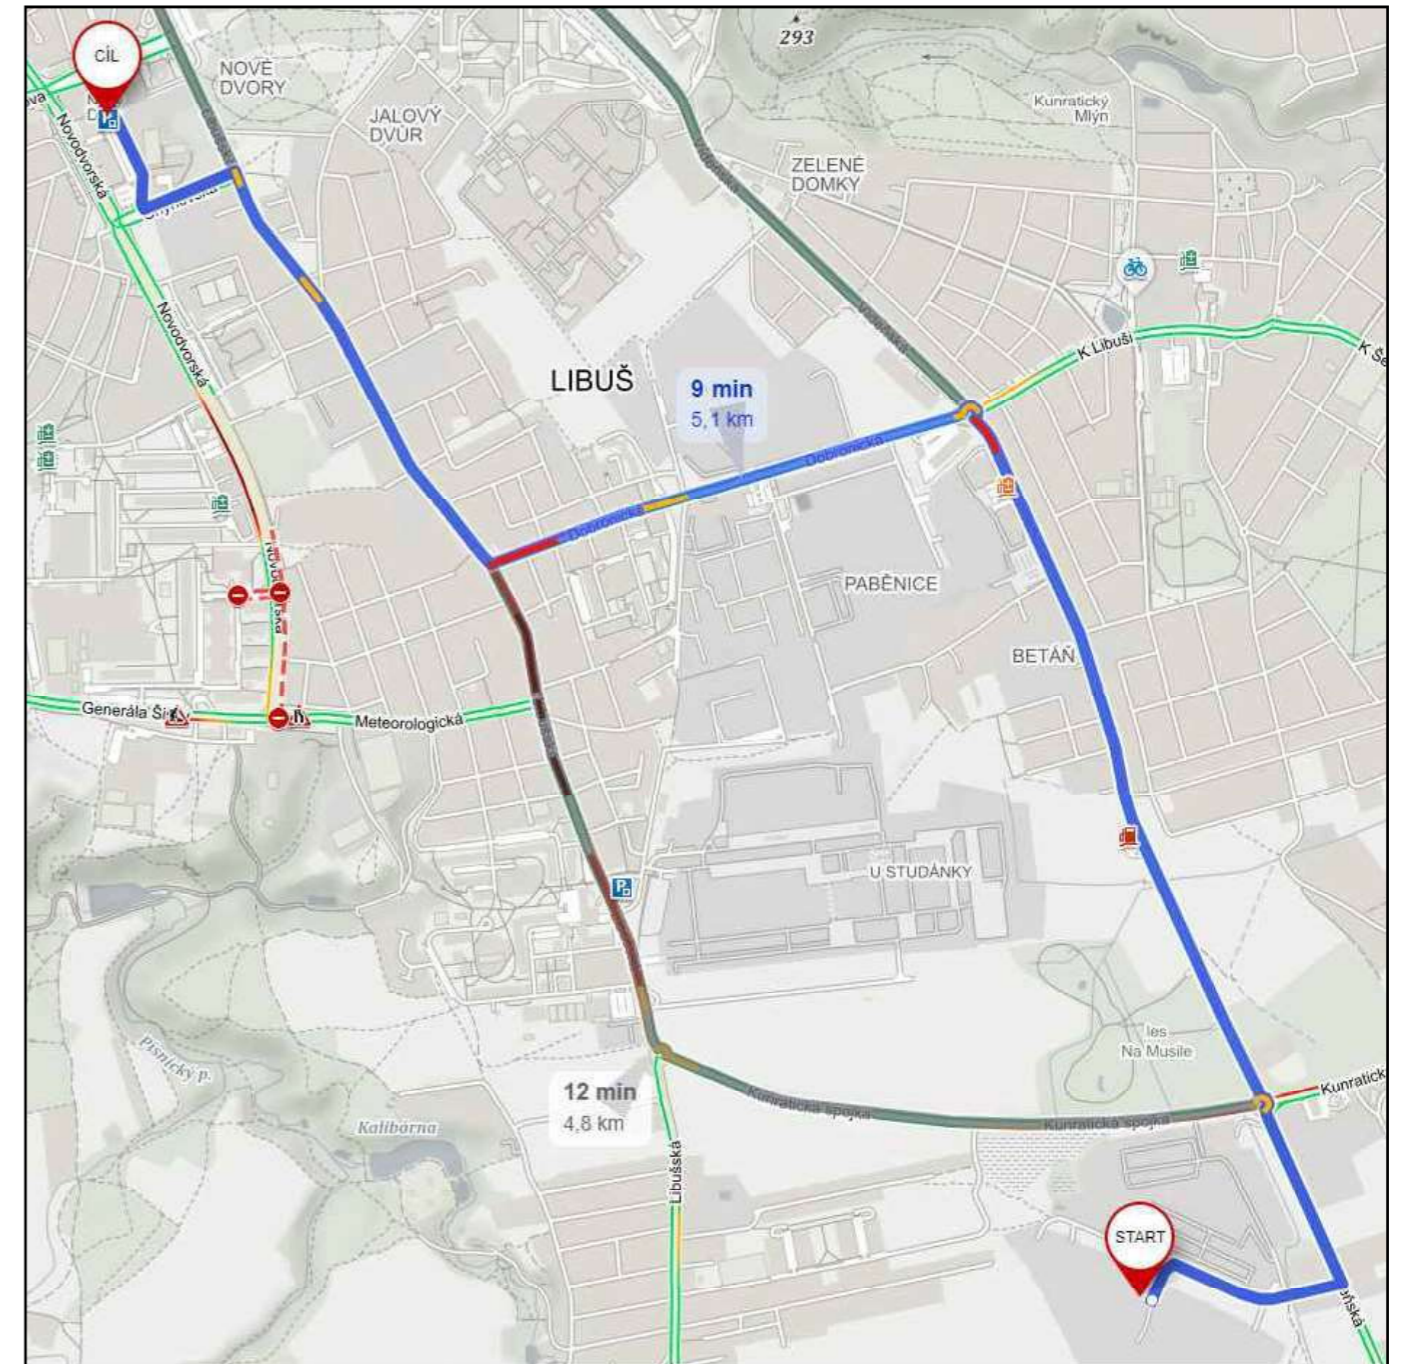 CÍL
NOVÉ
DVORY
293
JALOVÝ
DVŮR
Kunratický
Mlýn
Novodvorská
ZELENÉ
DOMKY
Novodvorská
K Libuši
LIBUŠ
9 min
5,1 km
Dobronická
Dobronická
PABĚNICE
BETÁŇ
Generála Ši
Meteorologická
U STUDÁNKY
les
Na Musile
Písnický p.
12 min
4,8 km
Kunratická spojka
Kunratická spojka
Kunratick
Kalibárna
Libušská
START